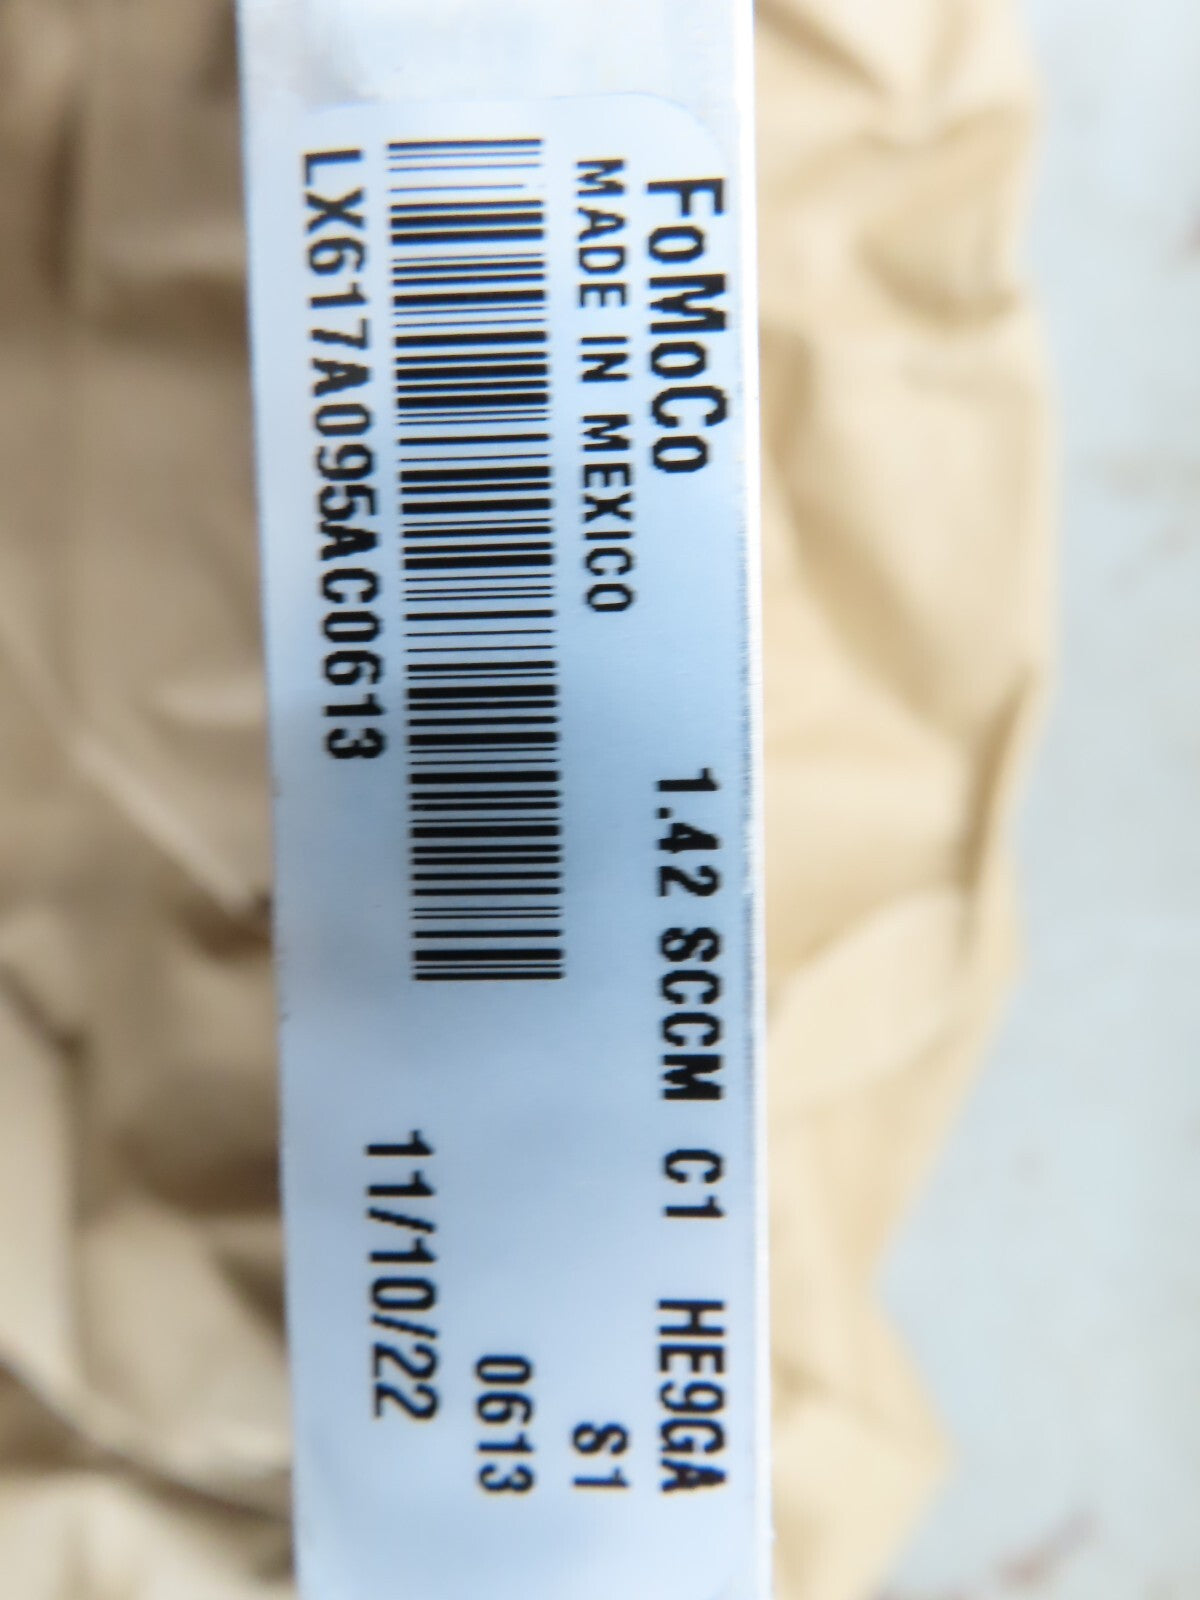 FoMoCo 1.42 SCCM C1 HE9GA
MADE IN MEXICO S1
0613
LX617A095AC0613 11/10/22